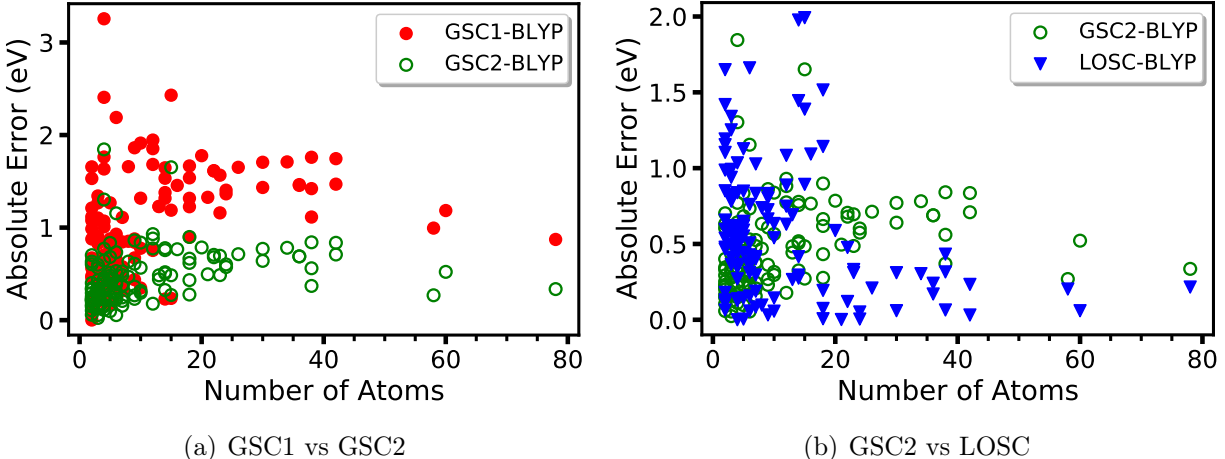 GSC1-BLYP
GSC2-BLYP
Absolute Error (eV)
3
2
1
0
0 20 40 60 80
Number of Atoms
(a) GSC1 vs GSC2
GSC2-BLYP
LOSC-BLYP
Absolute Error (eV)
2.0
1.5
1.0
0.5
0.0
0 20 40 60 80
Number of Atoms
(b) GSC2 vs LOSC